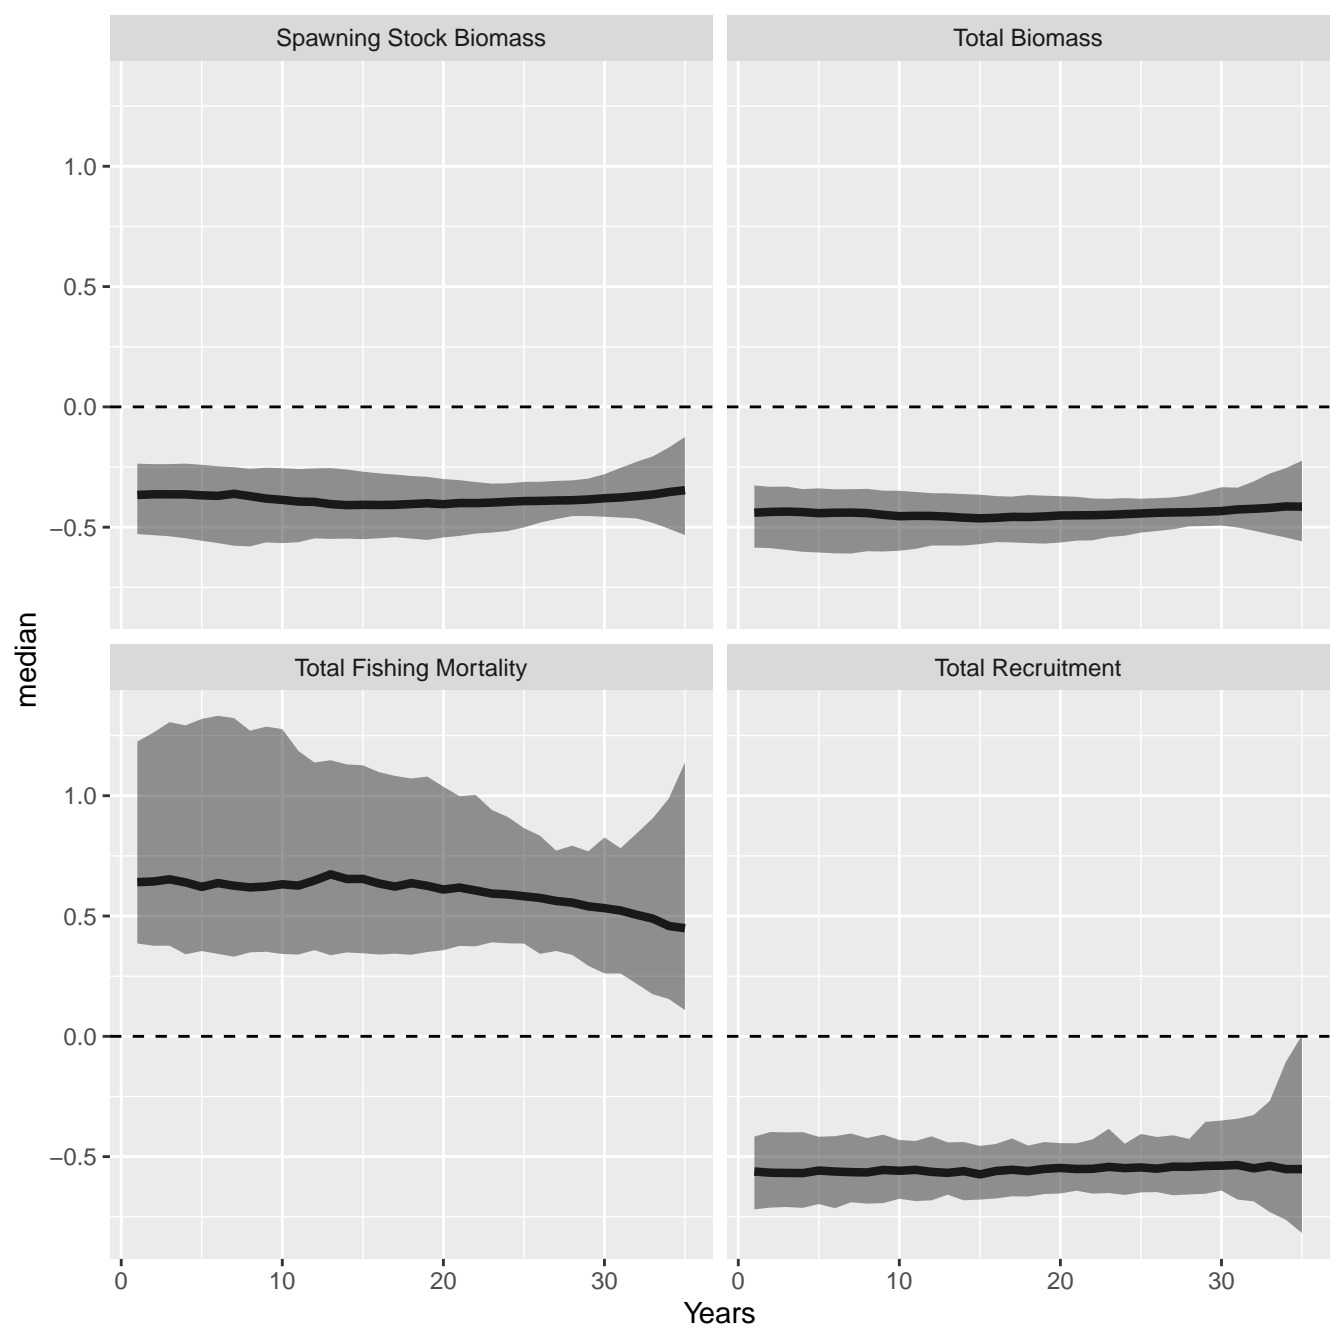 Spawning Stock Biomass
Total Biomass
1.0
0.5
0.0
−0.5
median
Total Fishing Mortality
Total Recruitment
1.0
0.5
0.0
−0.5
0 10 20 30
0 10 20 30
Years